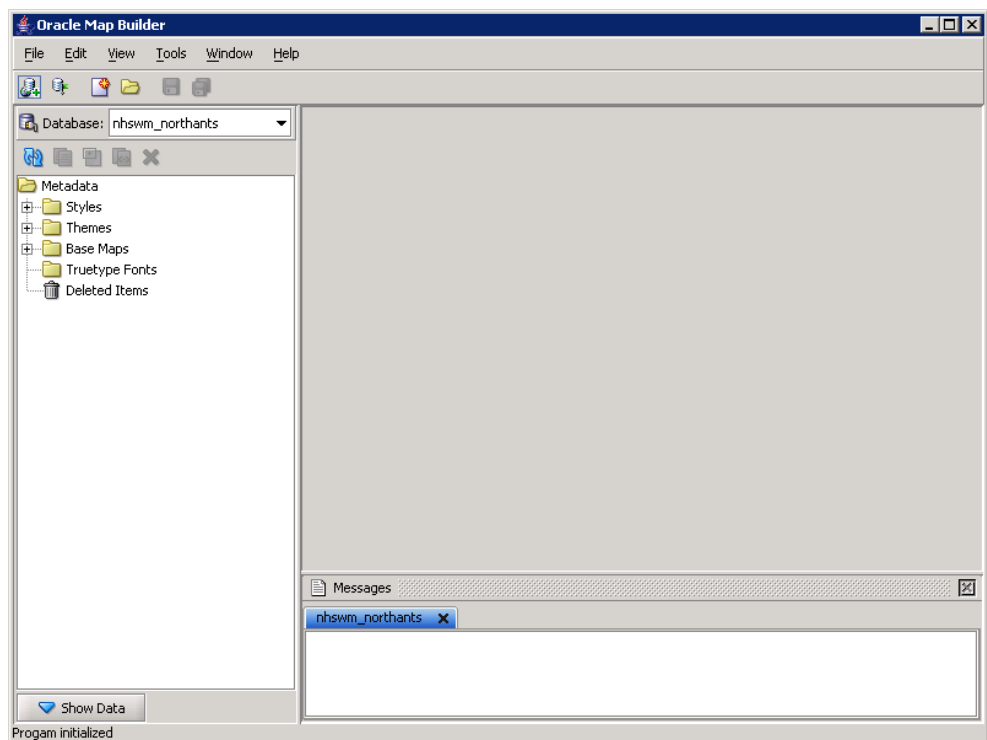 Oracle Map Builder
File Edit View Tools Window Help
Database: nhswm_northants
Metadata
Styles
Themes
Base Maps
Truetype Fonts
Deleted Items
Messages
nhswm_northants
Show Data
Progam initialized